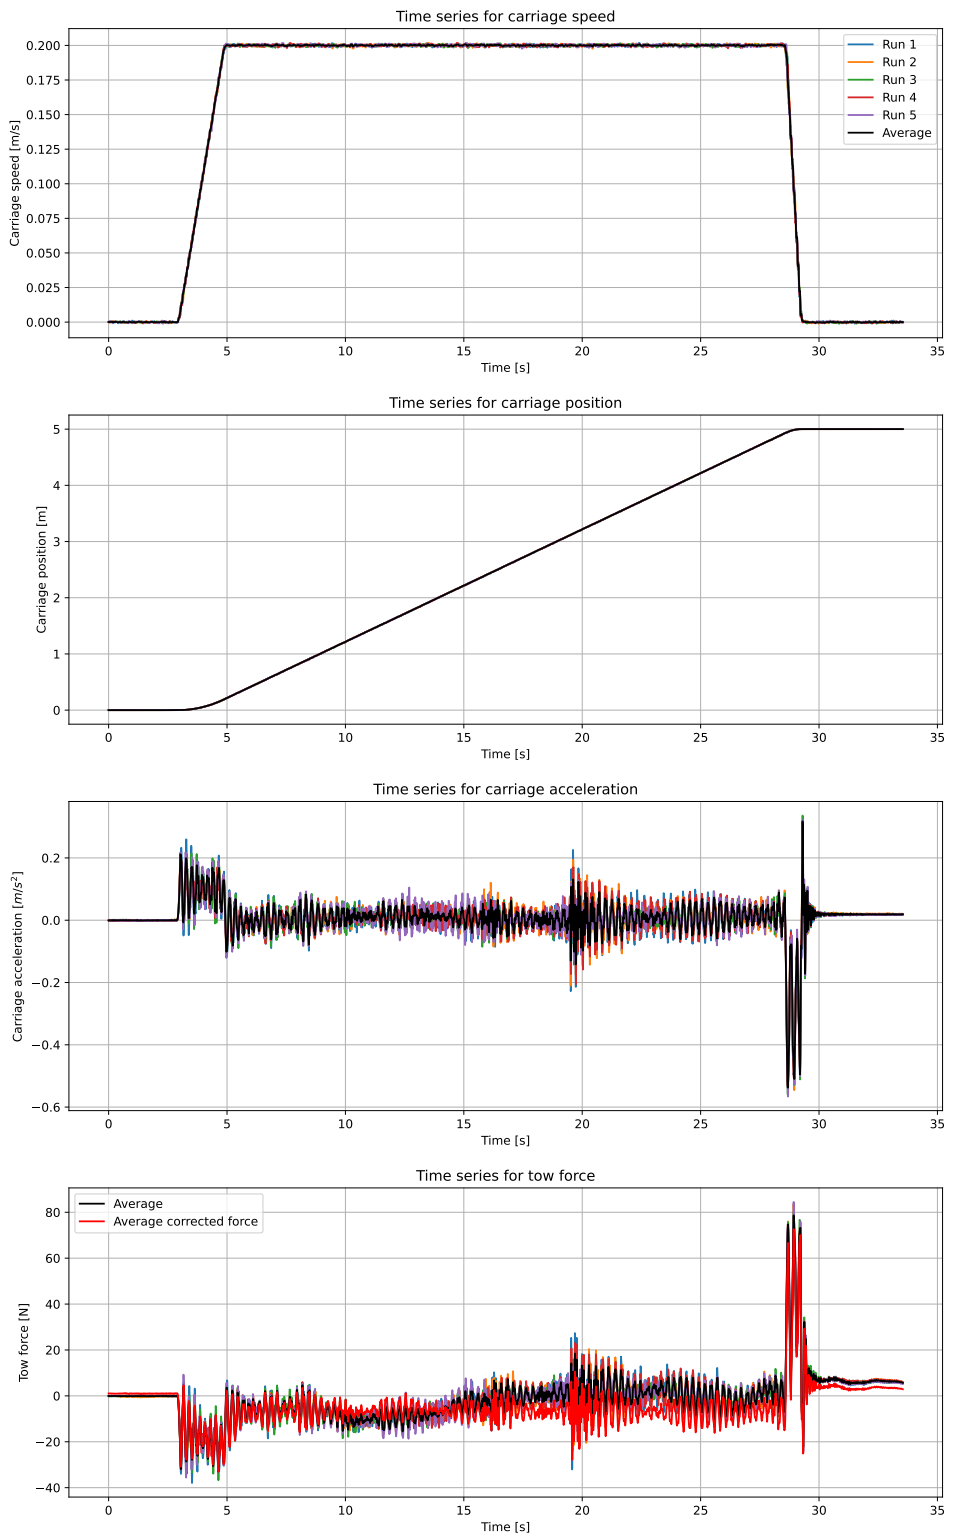 Time series for carriage speed
Carriage speed [m/s]
0.200
0.175
0.150
0.125
0.100
0.075
0.050
0.025
0.000
Run 1
Run 2
Run 3
Run 4
Run 5
Average
0 5 10 15 20 25 30 35
Time [s]
Time series for carriage position
Carriage position [m]
5
4
3
2
1
0
0 5 10 15 20 25 30 35
Time [s]
Time series for carriage acceleration
Carriage acceleration [m/s²]
0.2
0.0
−0.2
−0.4
−0.6
0 5 10 15 20 25 30 35
Time [s]
Time series for tow force
Tow force [N]
Average
Average corrected force
80
60
40
20
0
−20
−40
0 5 10 15 20 25 30 35
Time [s]